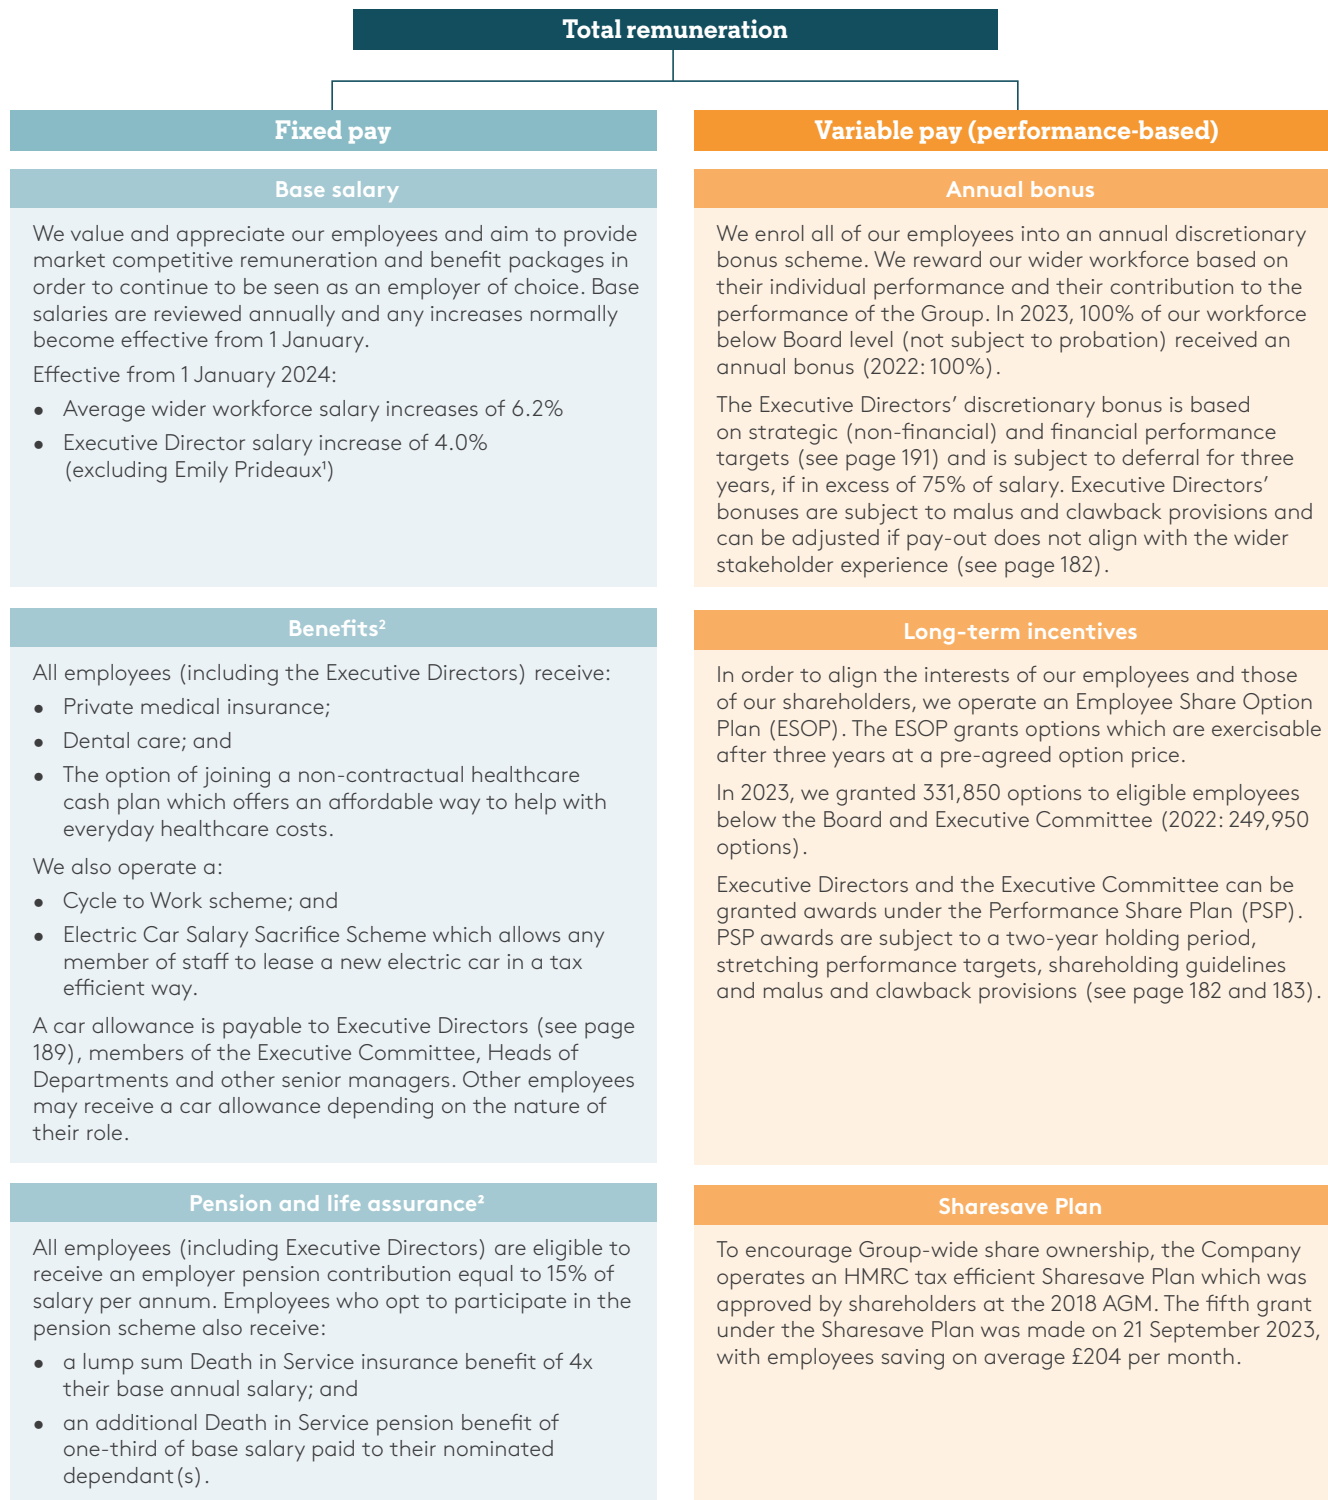 Total remuneration
Fixed pay
Base salary
We value and appreciate our employees and aim to provide
market competitive remuneration and benefit packages in
order to continue to be seen as an employer of choice. Base
salaries are reviewed annually and any increases normally
become effective from 1 January.
Effective from 1 January 2024:
• Average wider workforce salary increases of 6.2%
• Executive Director salary increase of 4.0%
(excluding Emily Prideaux¹)
Benefits²
All employees (including the Executive Directors) receive:
• Private medical insurance;
• Dental care; and
• The option of joining a non-contractual healthcare
cash plan which offers an affordable way to help with
everyday healthcare costs.
We also operate a:
• Cycle to Work scheme; and
• Electric Car Salary Sacrifice Scheme which allows any
member of staff to lease a new electric car in a tax
efficient way.
A car allowance is payable to Executive Directors (see page
189), members of the Executive Committee, Heads of
Departments and other senior managers. Other employees
may receive a car allowance depending on the nature of
their role.
Pension and life assurance²
All employees (including Executive Directors) are eligible to
receive an employer pension contribution equal to 15% of
salary per annum. Employees who opt to participate in the
pension scheme also receive:
• a lump sum Death in Service insurance benefit of 4x
their base annual salary; and
• an additional Death in Service pension benefit of
one-third of base salary paid to their nominated
dependant(s).
Variable pay (performance-based)
Annual bonus
We enrol all of our employees into an annual discretionary
bonus scheme. We reward our wider workforce based on
their individual performance and their contribution to the
performance of the Group. In 2023, 100% of our workforce
below Board level (not subject to probation) received an
annual bonus (2022: 100%).
The Executive Directors' discretionary bonus is based
on strategic (non-financial) and financial performance
targets (see page 191) and is subject to deferral for three
years, if in excess of 75% of salary. Executive Directors'
bonuses are subject to malus and clawback provisions and
can be adjusted if pay-out does not align with the wider
stakeholder experience (see page 182).
Long-term incentives
In order to align the interests of our employees and those
of our shareholders, we operate an Employee Share Option
Plan (ESOP). The ESOP grants options which are exercisable
after three years at a pre-agreed option price.
In 2023, we granted 331,850 options to eligible employees
below the Board and Executive Committee (2022: 249,950
options).
Executive Directors and the Executive Committee can be
granted awards under the Performance Share Plan (PSP).
PSP awards are subject to a two-year holding period,
stretching performance targets, shareholding guidelines
and malus and clawback provisions (see page 182 and 183).
Sharesave Plan
To encourage Group-wide share ownership, the Company
operates an HMRC tax efficient Sharesave Plan which was
approved by shareholders at the 2018 AGM. The fifth grant
under the Sharesave Plan was made on 21 September 2023,
with employees saving on average £204 per month.